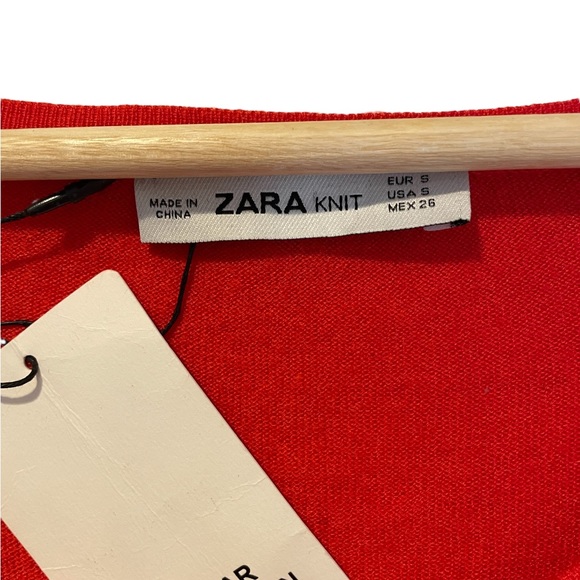 MADE IN
CHINA
ZARA KNIT
EUR S
USA S
MEX 26